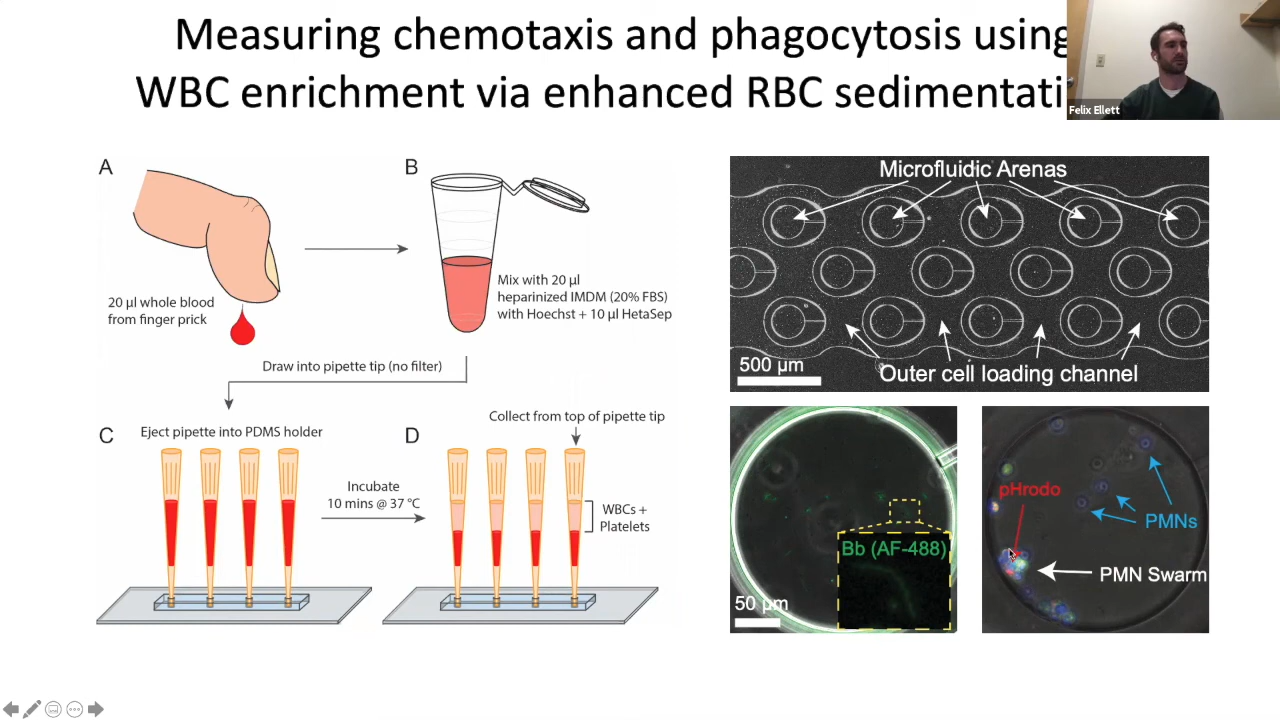 Measuring chemotaxis and phagocytosis using
WBC enrichment via enhanced RBC sedimentati
Felix Ellett
A
B
20 µl whole blood
from finger prick
Mix with 20 µl
heparinized IMDM (20% FBS)
with Hoechst + 10 µl HetaSep
Draw into pipette tip (no filter)
C
Eject pipette into PDMS holder
D
Collect from top of pipette tip
Incubate
10 mins @ 37 °C
WBCs +
Platelets
Microfluidic Arenas
500 µm
Outer cell loading channel
Bb (AF-488)
50 µm
pHrodo
PMNs
PMN Swarm